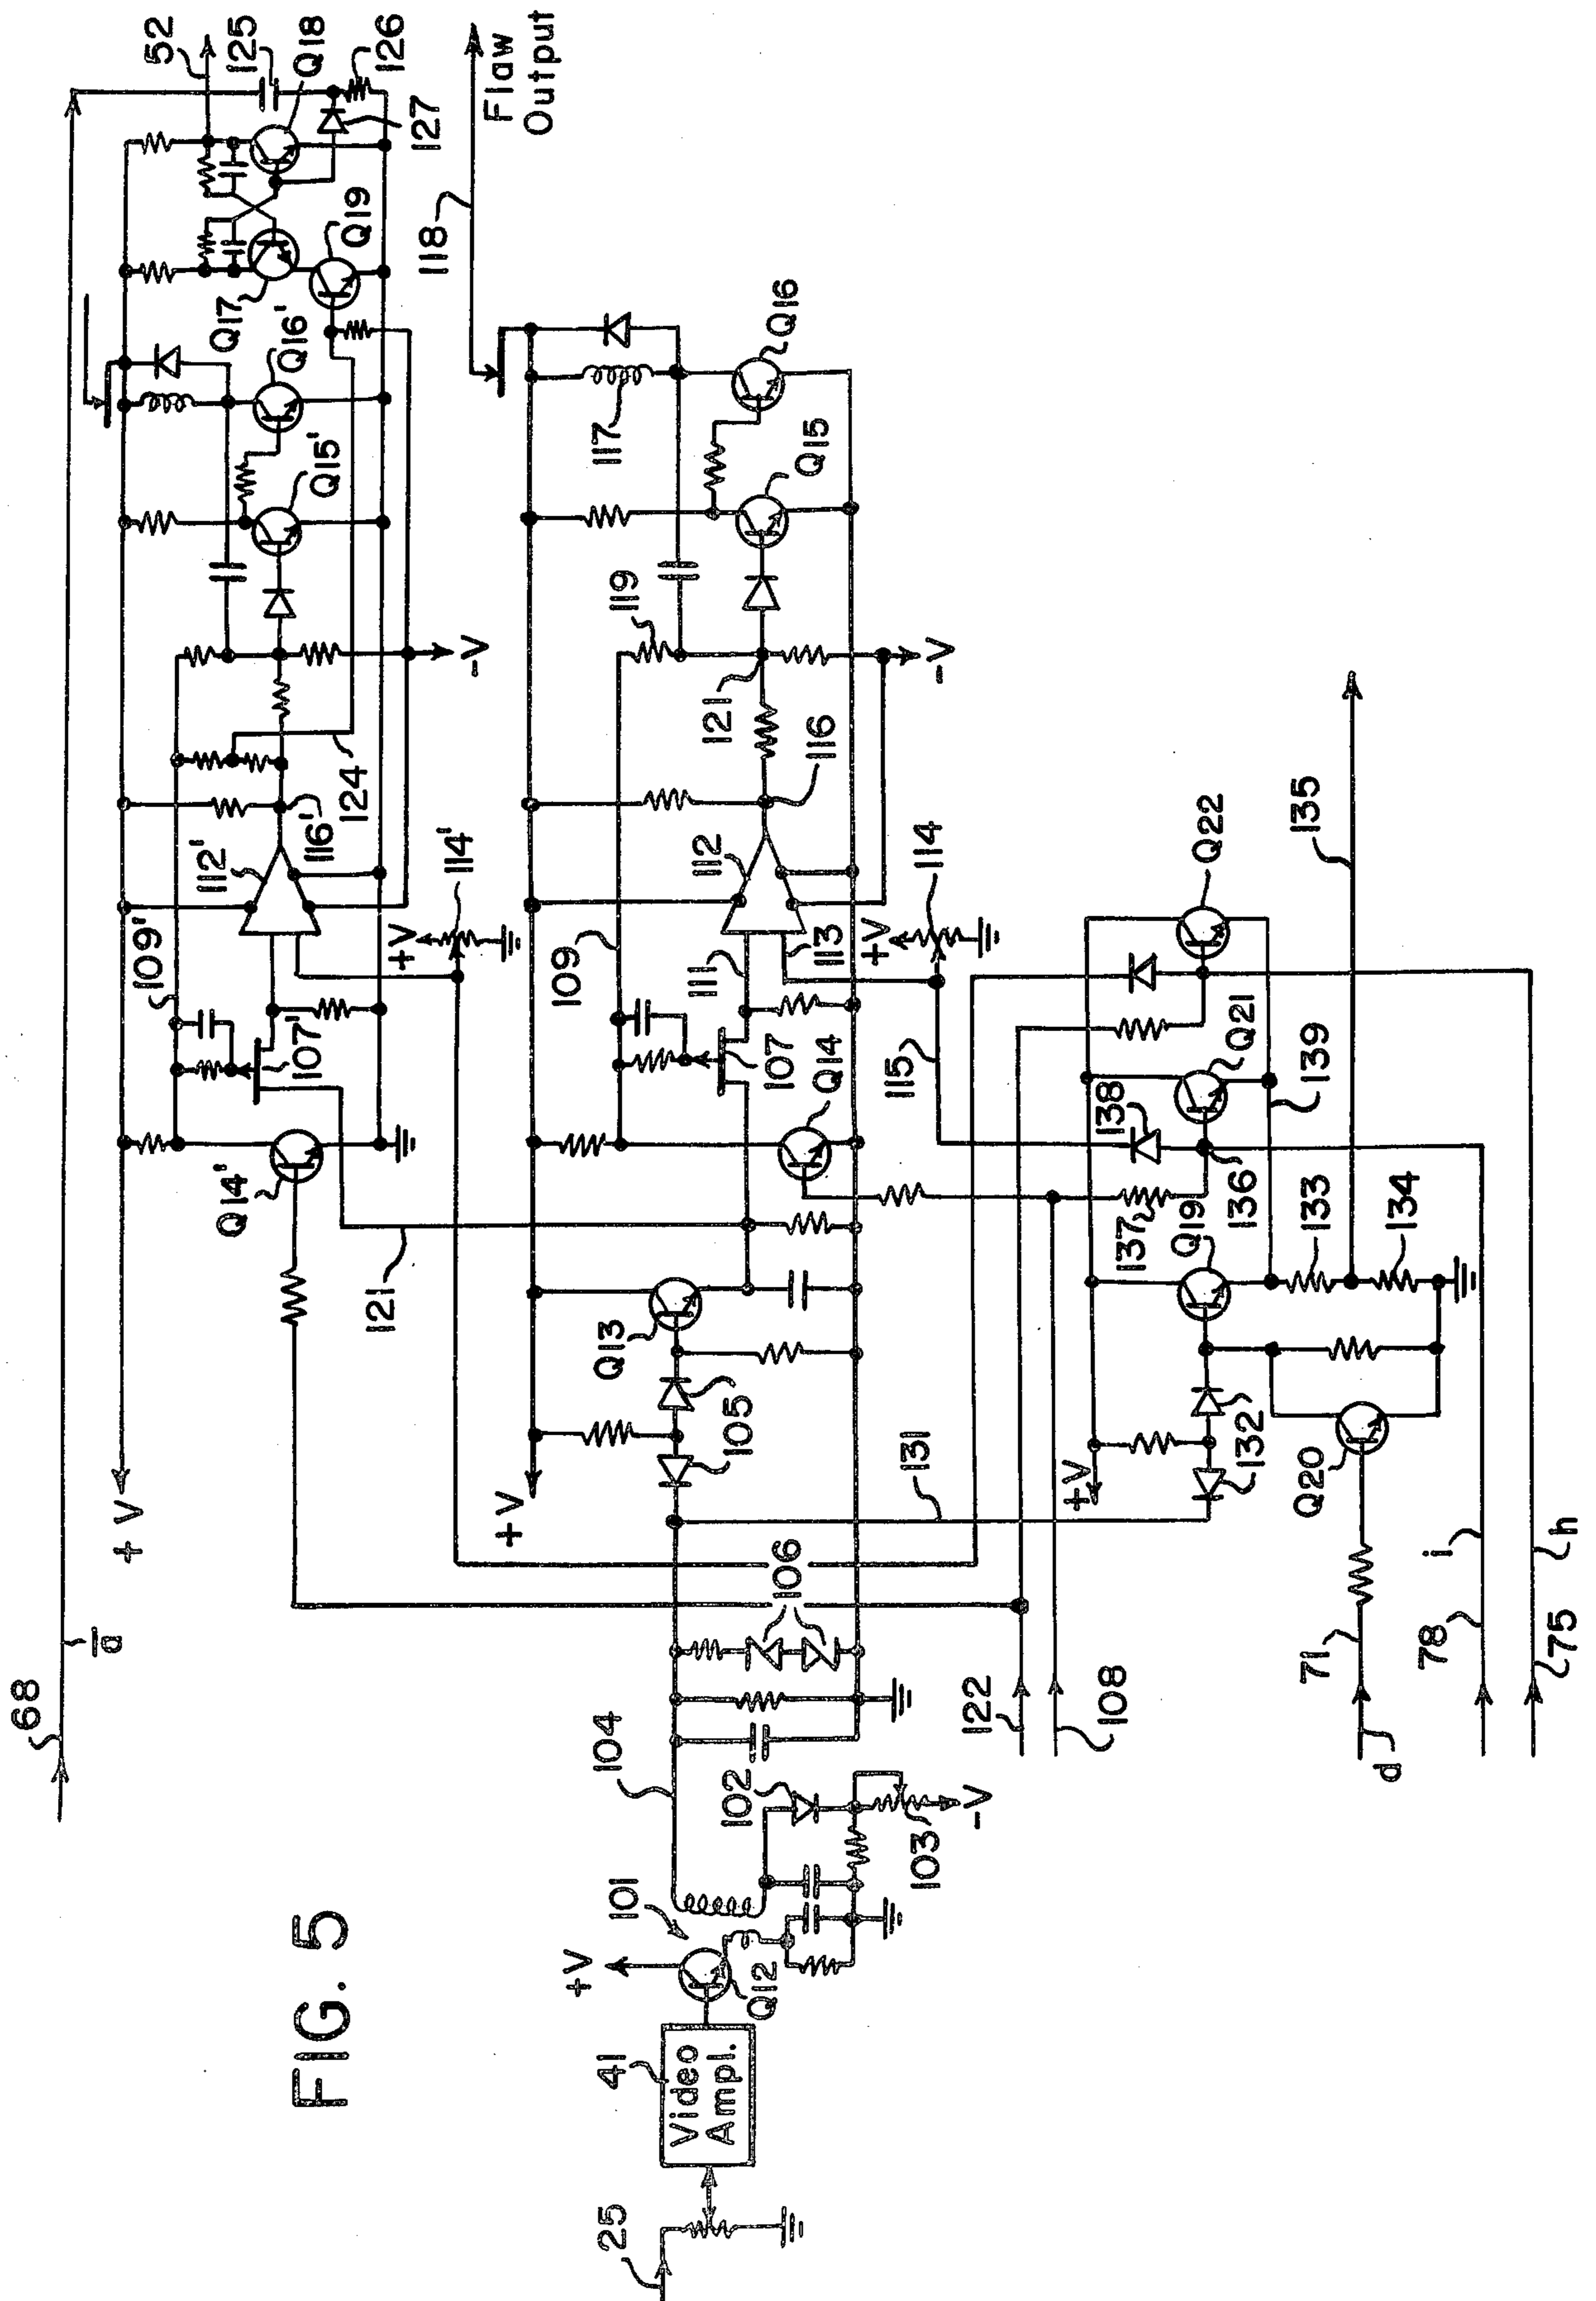 FIG. 5
68
a
+ V
52
125
Q18
126
127
Q19
Q17
Q16'
Q15'
-V
124
116'
112'
114'
+V
109'
107'
Q14'
121
118
Flaw
Output
Q16
117
Q15
119
121
-V
116
112
114
+V
113
111
109
107
Q14
115
Q13
105
+V
131
106
104
102
103
-V
101
+V
Q12
41
Video
Ampl.
25
122
108
135
Q22
Q21
139
138
136
137
Q19
133
134
132
+V
Q20
71
d
i
78
h
75